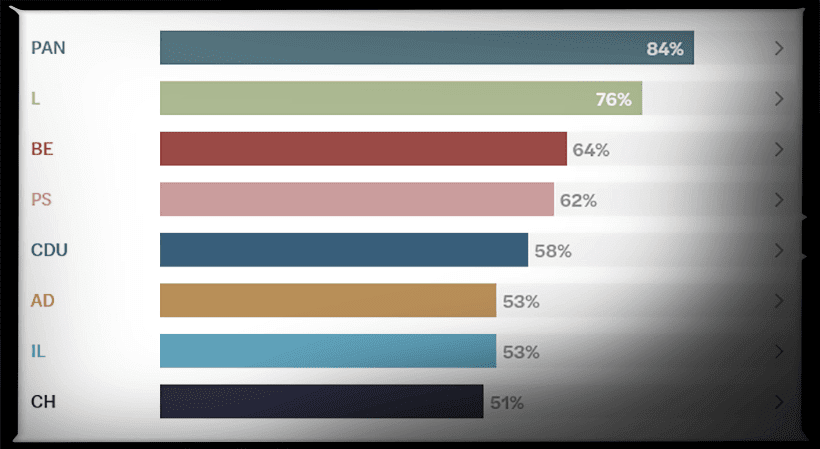 PAN 84%
L 76%
BE 64%
PS 62%
CDU 58%
AD 53%
IL 53%
CH 51%